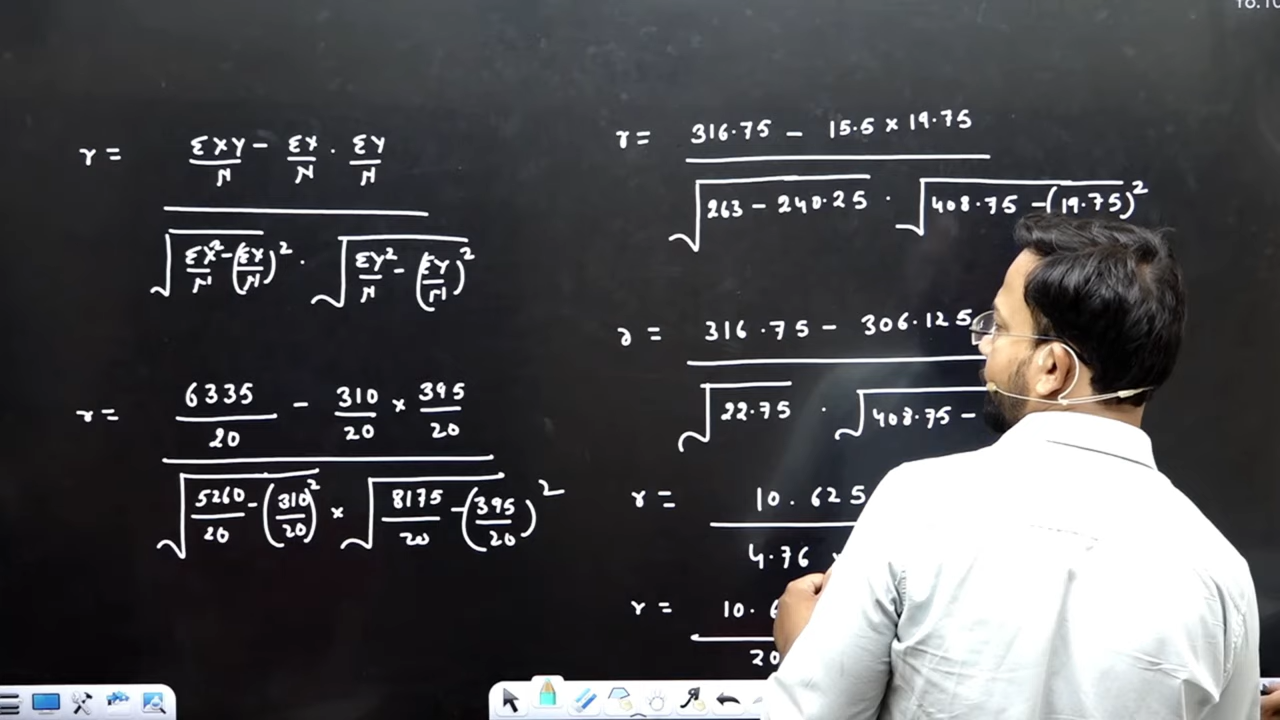 r = (ΣXY/N - ΣX/N . ΣY/N) / (√(ΣX²/N - (ΣX/N)²) . √(ΣY²/N - (ΣY/N)²))
r = (6335/20 - 310/20 × 395/20) / (√(5260/20 - (310/20)²) × √(8175/20 - (395/20)²))
r = (316.75 - 15.5 × 19.75) / (√(263 - 240.25) . √(408.75 - (19.75)²))
r = (316.75 - 306.125) / (√22.75 . √(408.75 -
r = 10.625 / 4.76
r = 10. / 20